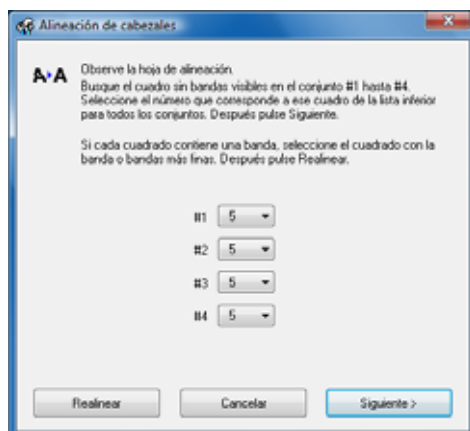 Alineación de cabezales
A▸A
Observe la hoja de alineación.
Busque el cuadro sin bandas visibles en el conjunto #1 hasta #4.
Seleccione el número que corresponde a ese cuadro de la lista inferior
para todos los conjuntos. Después pulse Siguiente.
Si cada cuadrado contiene una banda, seleccione el cuadrado con la
banda o bandas más finas. Después pulse Realinear.
#1 5
#2 5
#3 5
#4 5
Realinear Cancelar Siguiente >